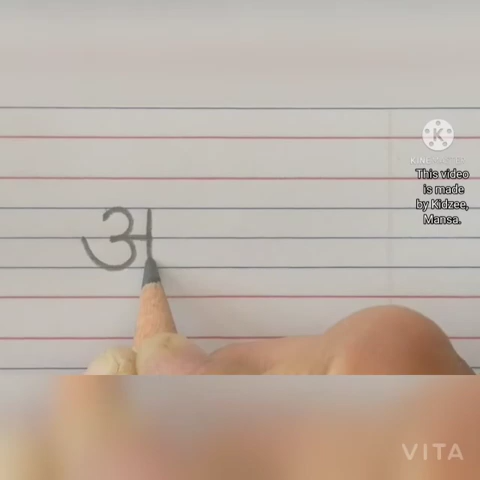 अ
KINEMASTER
This video
is made
by Kidzee,
Mansa.
VITA